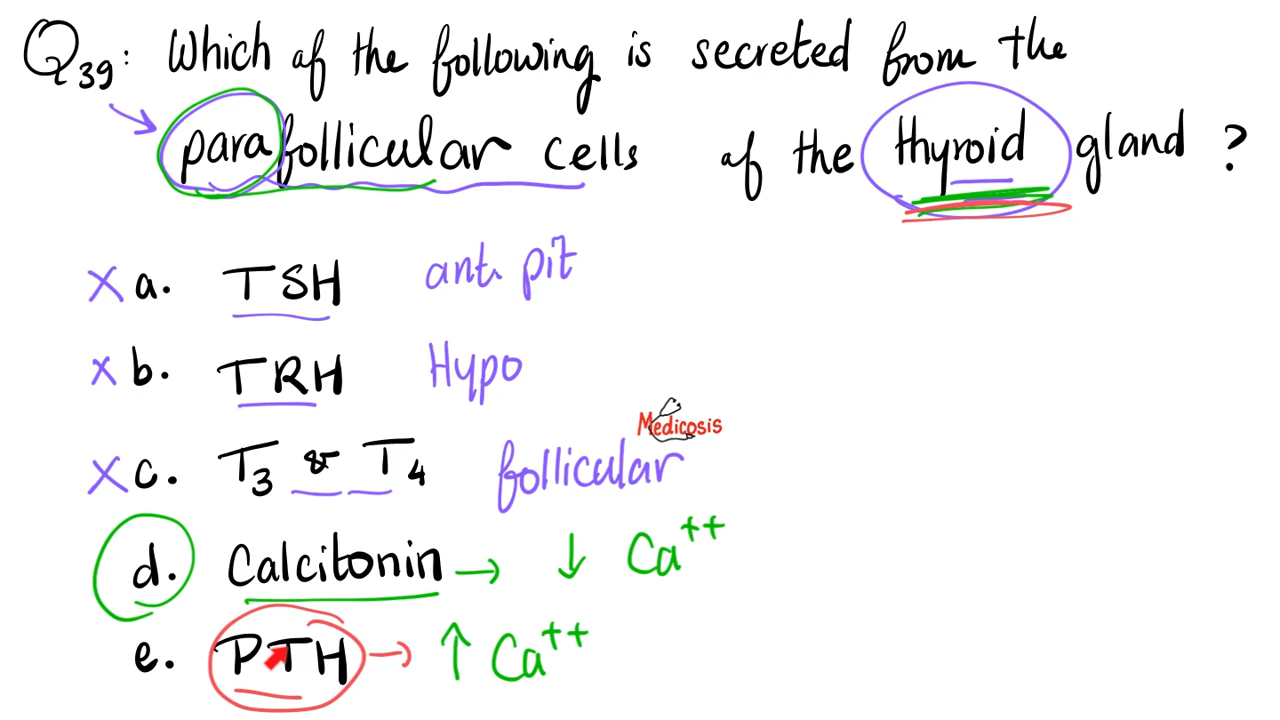 Q39: Which of the following is secreted from the
parafollicular cells of the thyroid gland ?
X a. TSH ant. pit
X b. TRH Hypo
Medicosis
X c. T3 & T4 follicular
d. Calcitonin → ↓ Ca++
e. PTH → ↑ Ca++